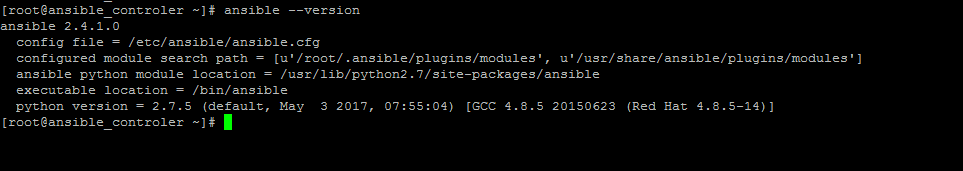 [root@ansible_controler ~]# ansible --version
ansible 2.4.1.0
  config file = /etc/ansible/ansible.cfg
  configured module search path = [u'/root/.ansible/plugins/modules', u'/usr/share/ansible/plugins/modules']
  ansible python module location = /usr/lib/python2.7/site-packages/ansible
  executable location = /bin/ansible
  python version = 2.7.5 (default, May  3 2017, 07:55:04) [GCC 4.8.5 20150623 (Red Hat 4.8.5-14)]
[root@ansible_controler ~]#